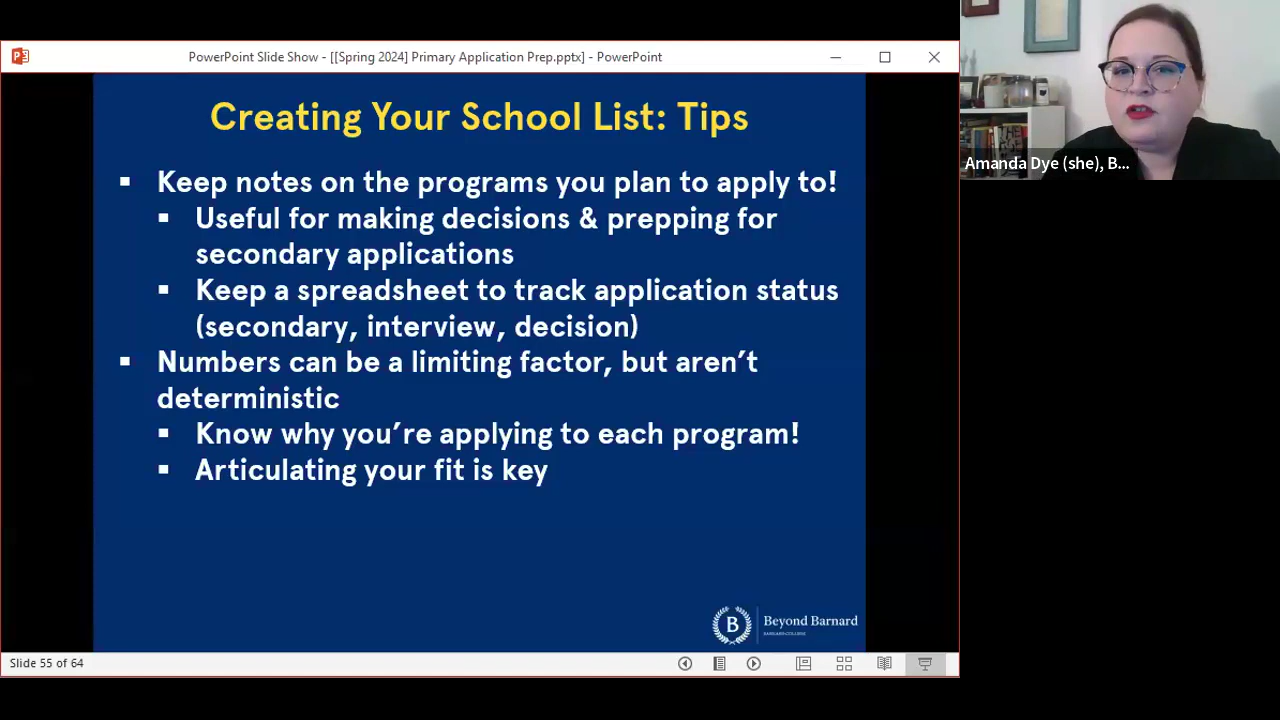 PowerPoint Slide Show - [[Spring 2024] Primary Application Prep.pptx] - PowerPoint
Amanda Dye (she), B...
Creating Your School List: Tips
▪ Keep notes on the programs you plan to apply to!
▪ Useful for making decisions & prepping for
secondary applications
▪ Keep a spreadsheet to track application status
(secondary, interview, decision)
▪ Numbers can be a limiting factor, but aren't
deterministic
▪ Know why you're applying to each program!
▪ Articulating your fit is key
B
Beyond Barnard
BARNARD COLLEGE
Slide 55 of 64